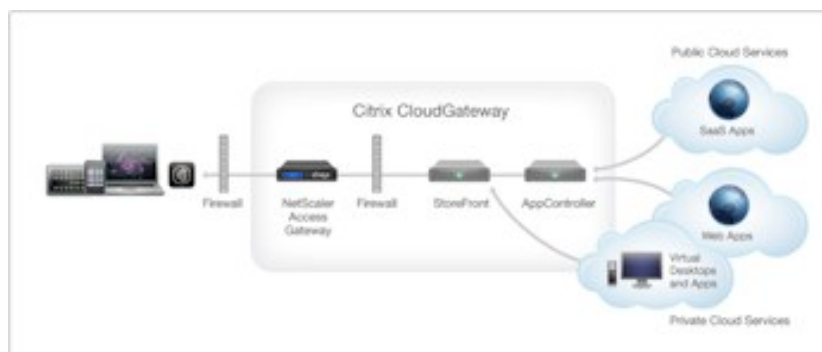 Public Cloud Services
Citrix CloudGateway
SaaS Apps
Firewall
NetScaler
Access
Gateway
Firewall
StoreFront
AppController
Web Apps
Virtual
Desktops
and Apps
Private Cloud Services